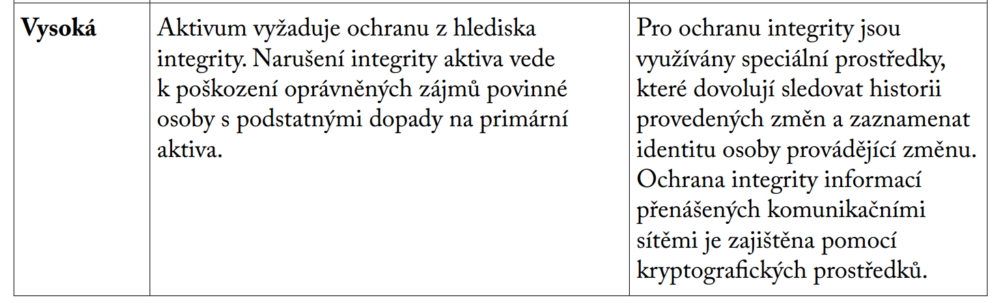 Vysoká
Aktivum vyžaduje ochranu z hlediska
integrity. Narušení integrity aktiva vede
k poškození oprávněných zájmů povinné
osoby s podstatnými dopady na primární
aktiva.
Pro ochranu integrity jsou
využívány speciální prostředky,
které dovolují sledovat historii
provedených změn a zaznamenat
identitu osoby provádějící změnu.
Ochrana integrity informací
přenášených komunikačními
sítěmi je zajištěna pomocí
kryptografických prostředků.